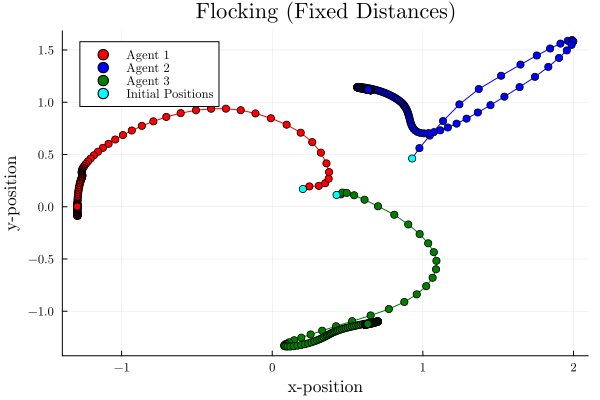 Flocking (Fixed Distances)
Agent 1
Agent 2
Agent 3
Initial Positions
1.5
1.0
0.5
0.0
−0.5
−1.0
y-position
−1
0
1
2
x-position